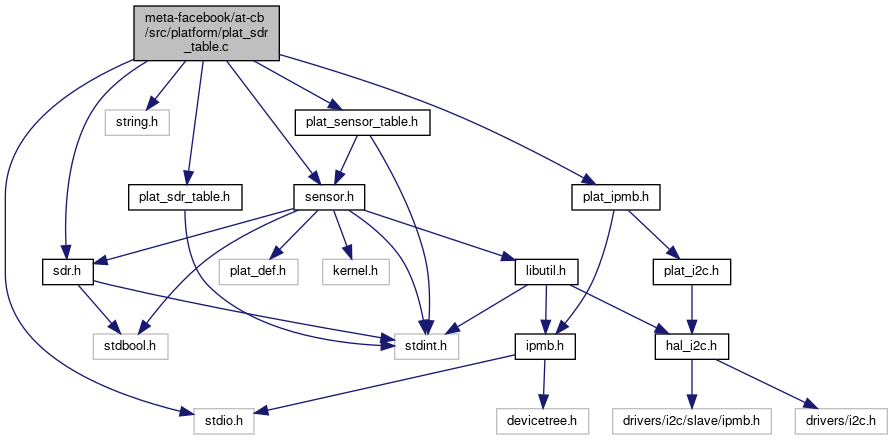 meta-facebook/at-cb
/src/platform/plat_sdr
_table.c
string.h
plat_sensor_table.h
plat_sdr_table.h
sensor.h
plat_ipmb.h
sdr.h
plat_def.h
kernel.h
libutil.h
plat_i2c.h
stdbool.h
stdint.h
ipmb.h
hal_i2c.h
stdio.h
devicetree.h
drivers/i2c/slave/ipmb.h
drivers/i2c.h